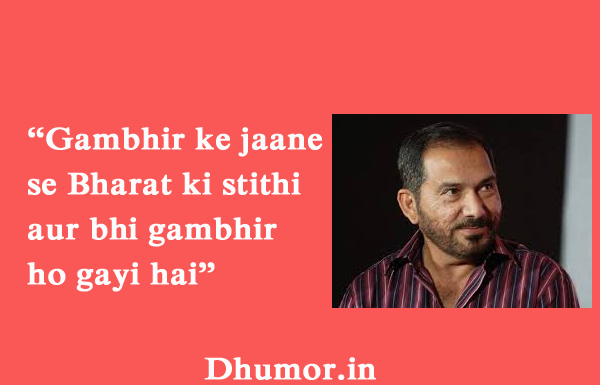 “Gambhir ke jaane
se Bharat ki stithi
aur bhi gambhir
ho gayi hai”
Dhumor.in